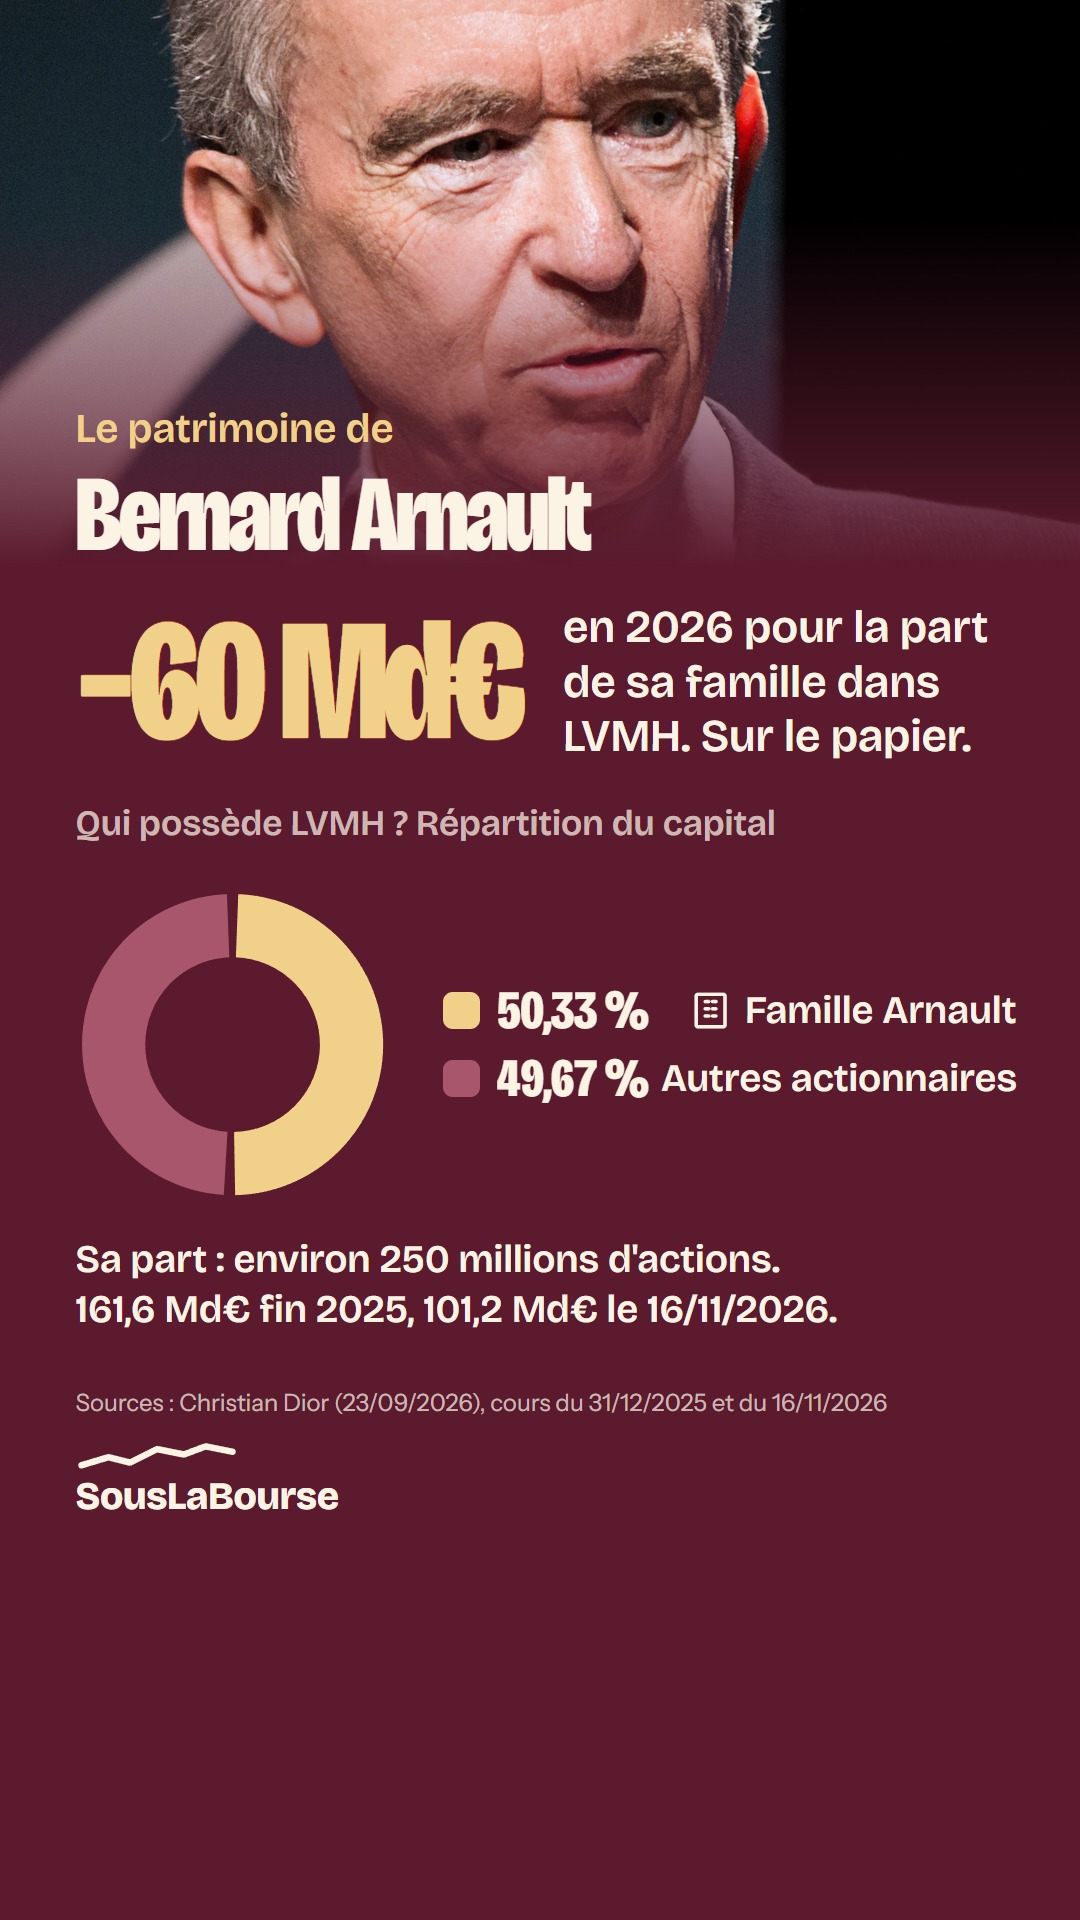 Le patrimoine de
Bernard Arnault
–60 Md€
en 2026 pour la part
de sa famille dans
LVMH. Sur le papier.
Qui possède LVMH ? Répartition du capital
50,33 % Famille Arnault
49,67 % Autres actionnaires
Sa part : environ 250 millions d'actions.
161,6 Md€ fin 2025, 101,2 Md€ le 16/11/2026.
Sources : Christian Dior (23/09/2026), cours du 31/12/2025 et du 16/11/2026
SousLaBourse